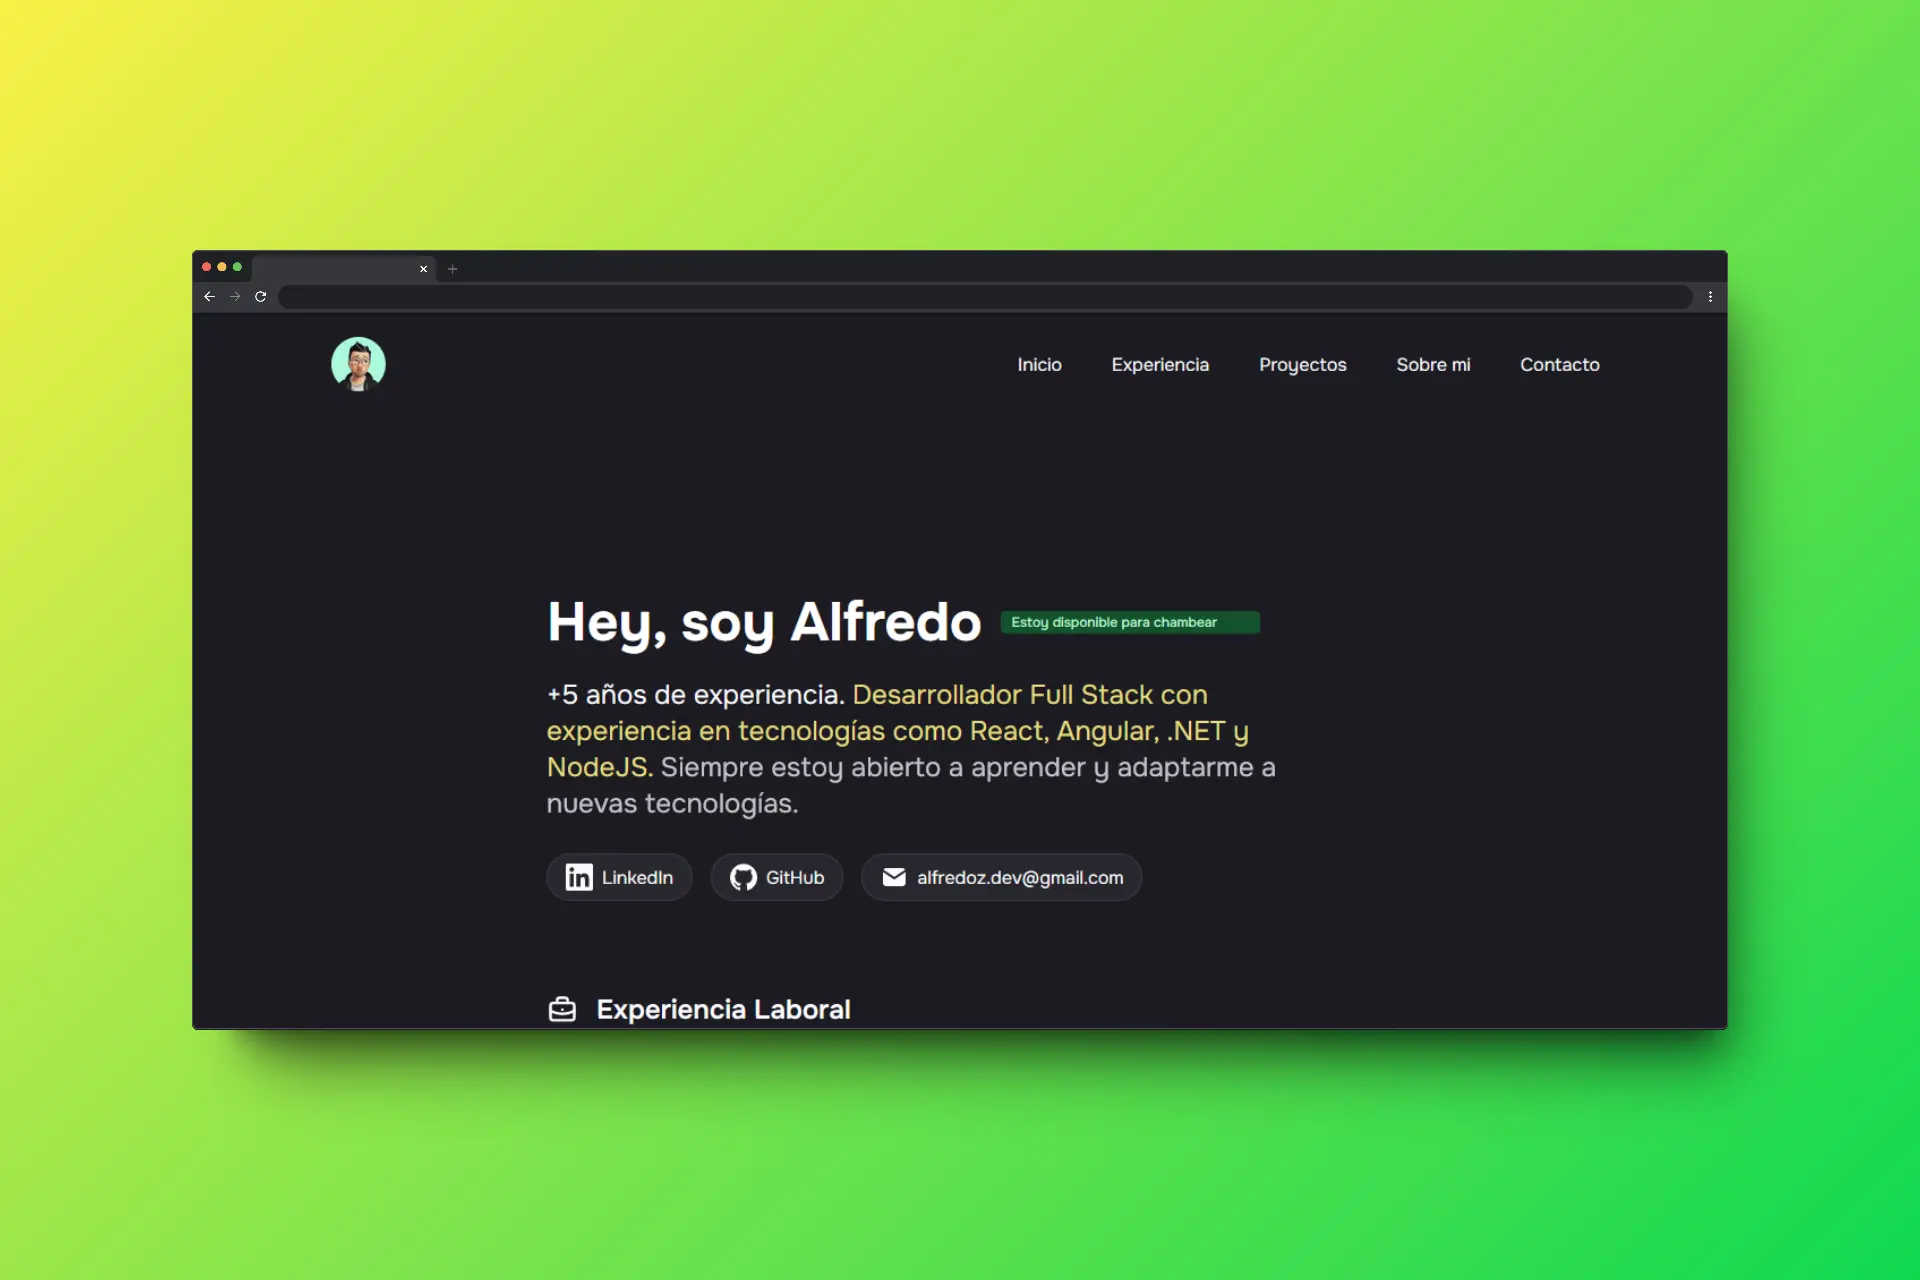 Inicio Experiencia Proyectos Sobre mi Contacto
Hey, soy Alfredo
Estoy disponible para chambear
+5 años de experiencia. Desarrollador Full Stack con
experiencia en tecnologías como React, Angular, .NET y
NodeJS. Siempre estoy abierto a aprender y adaptarme a
nuevas tecnologías.
LinkedIn GitHub alfredoz.dev@gmail.com
Experiencia Laboral